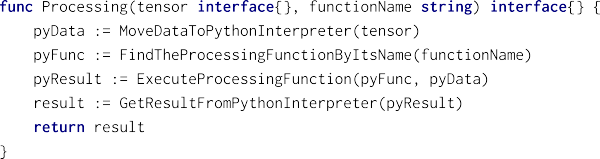 func Processing(tensor interface{}, functionName string) interface{} {
pyData := MoveDataToPythonInterpreter(tensor)
pyFunc := FindTheProcessingFunctionByItsName(functionName)
pyResult := ExecuteProcessingFunction(pyFunc, pyData)
result := GetResultFromPythonInterpreter(pyResult)
return result
}